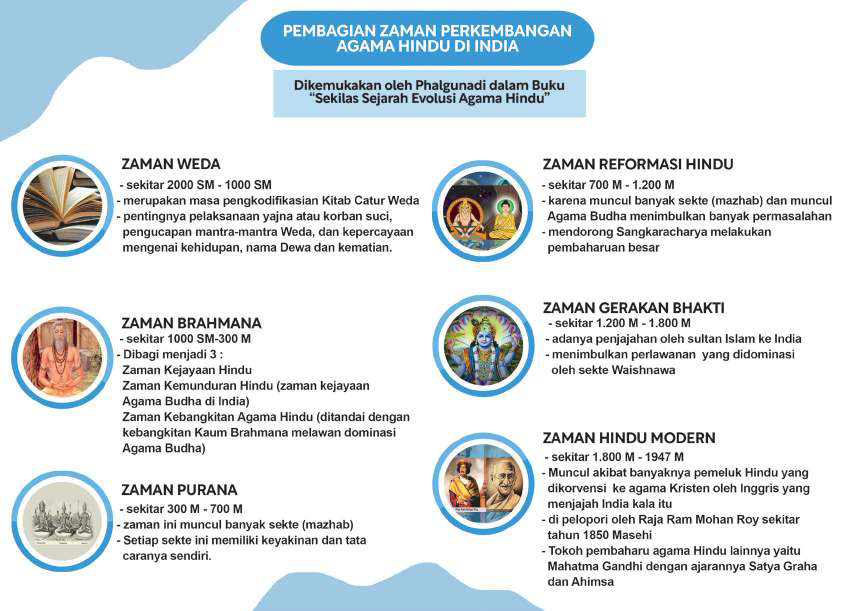 PEMBAGIAN ZAMAN PERKEMBANGAN
AGAMA HINDU DI INDIA
Dikemukakan oleh Phalgunadi dalam Buku
“Sekilas Sejarah Evolusi Agama Hindu”
ZAMAN WEDA
- sekitar 2000 SM - 1000 SM
- merupakan masa pengkodifikasian Kitab Catur Weda
- pentingnya pelaksanaan yajna atau korban suci,
pengucapan mantra-mantra Weda, dan kepercayaan
mengenai kehidupan, nama Dewa dan kematian.
ZAMAN BRAHMANA
- sekitar 1000 SM-300 M
- Dibagi menjadi 3 :
Zaman Kejayaan Hindu
Zaman Kemunduran Hindu (zaman kejayaan
Agama Budha di India)
Zaman Kebangkitan Agama Hindu (ditandai dengan
kebangkitan Kaum Brahmana melawan dominasi
Agama Budha)
ZAMAN PURANA
- sekitar 300 M - 700 M
- zaman ini muncul banyak sekte (mazhab)
- Setiap sekte ini memiliki keyakinan dan tata
caranya sendiri.
ZAMAN REFORMASI HINDU
- sekitar 700 M - 1.200 M
- karena muncul banyak sekte (mazhab) dan muncul
Agama Budha menimbulkan banyak permasalahan
- mendorong Sangkaracharya melakukan
pembaharuan besar
ZAMAN GERAKAN BHAKTI
- sekitar 1.200 M - 1.800 M
- adanya penjajahan oleh sultan Islam ke India
- menimbulkan perlawanan yang didominasi
oleh sekte Waishnawa
ZAMAN HINDU MODERN
- sekitar 1.800 M - 1947 M
- Muncul akibat banyaknya pemeluk Hindu yang
dikorvensi ke agama Kristen oleh Inggris yang
menjajah India kala itu
- di pelopori oleh Raja Ram Mohan Roy sekitar
tahun 1850 Masehi
- Tokoh pembaharu agama Hindu lainnya yaitu
Mahatma Gandhi dengan ajarannya Satya Graha
dan Ahimsa